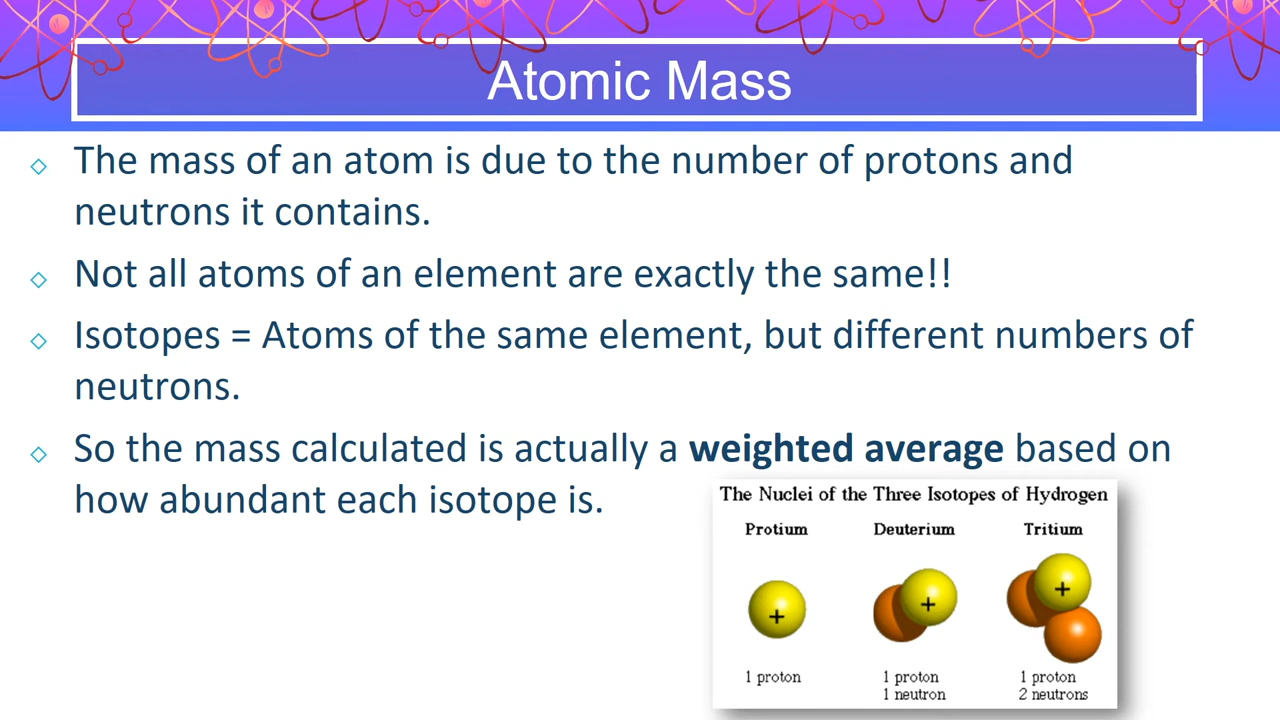 Atomic Mass
The mass of an atom is due to the number of protons and
neutrons it contains.
Not all atoms of an element are exactly the same!!
Isotopes = Atoms of the same element, but different numbers of
neutrons.
So the mass calculated is actually a weighted average based on
how abundant each isotope is.
The Nuclei of the Three Isotopes of Hydrogen
Protium Deuterium Tritium
+ + +
1 proton 1 proton 1 proton
1 neutron 2 neutrons